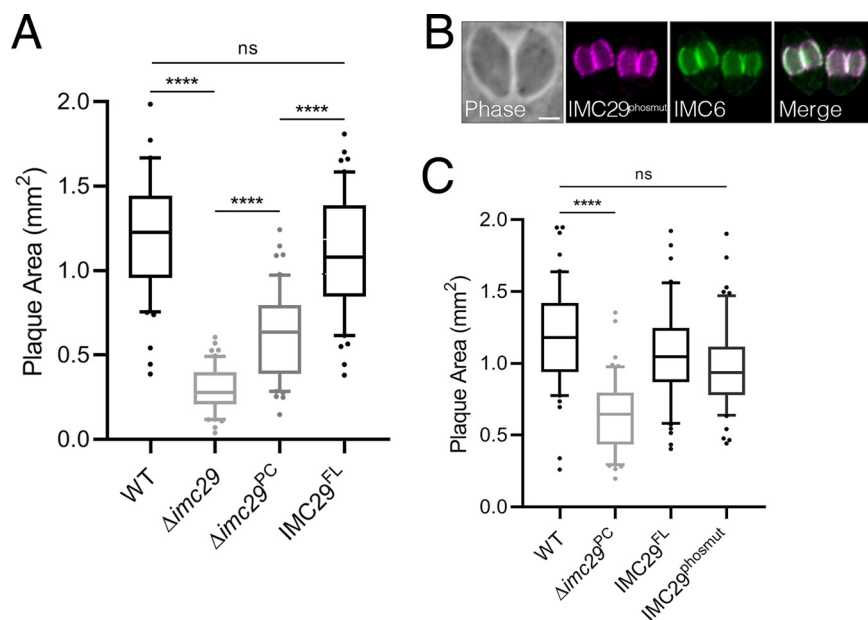 A
ns
****
****
****
Plaque Area (mm²)
2.0
1.5
1.0
0.5
0.0
WT
Δimc29
Δimc29ᴾᶜ
IMC29ꟳᴸ
B
Phase
IMC29ᵖʰᵒˢᵐᵘᵗ
IMC6
Merge
C
ns
****
Plaque Area (mm²)
2.0
1.5
1.0
0.5
0.0
WT
Δimc29ᴾᶜ
IMC29ꟳᴸ
IMC29ᵖʰᵒˢᵐᵘᵗ